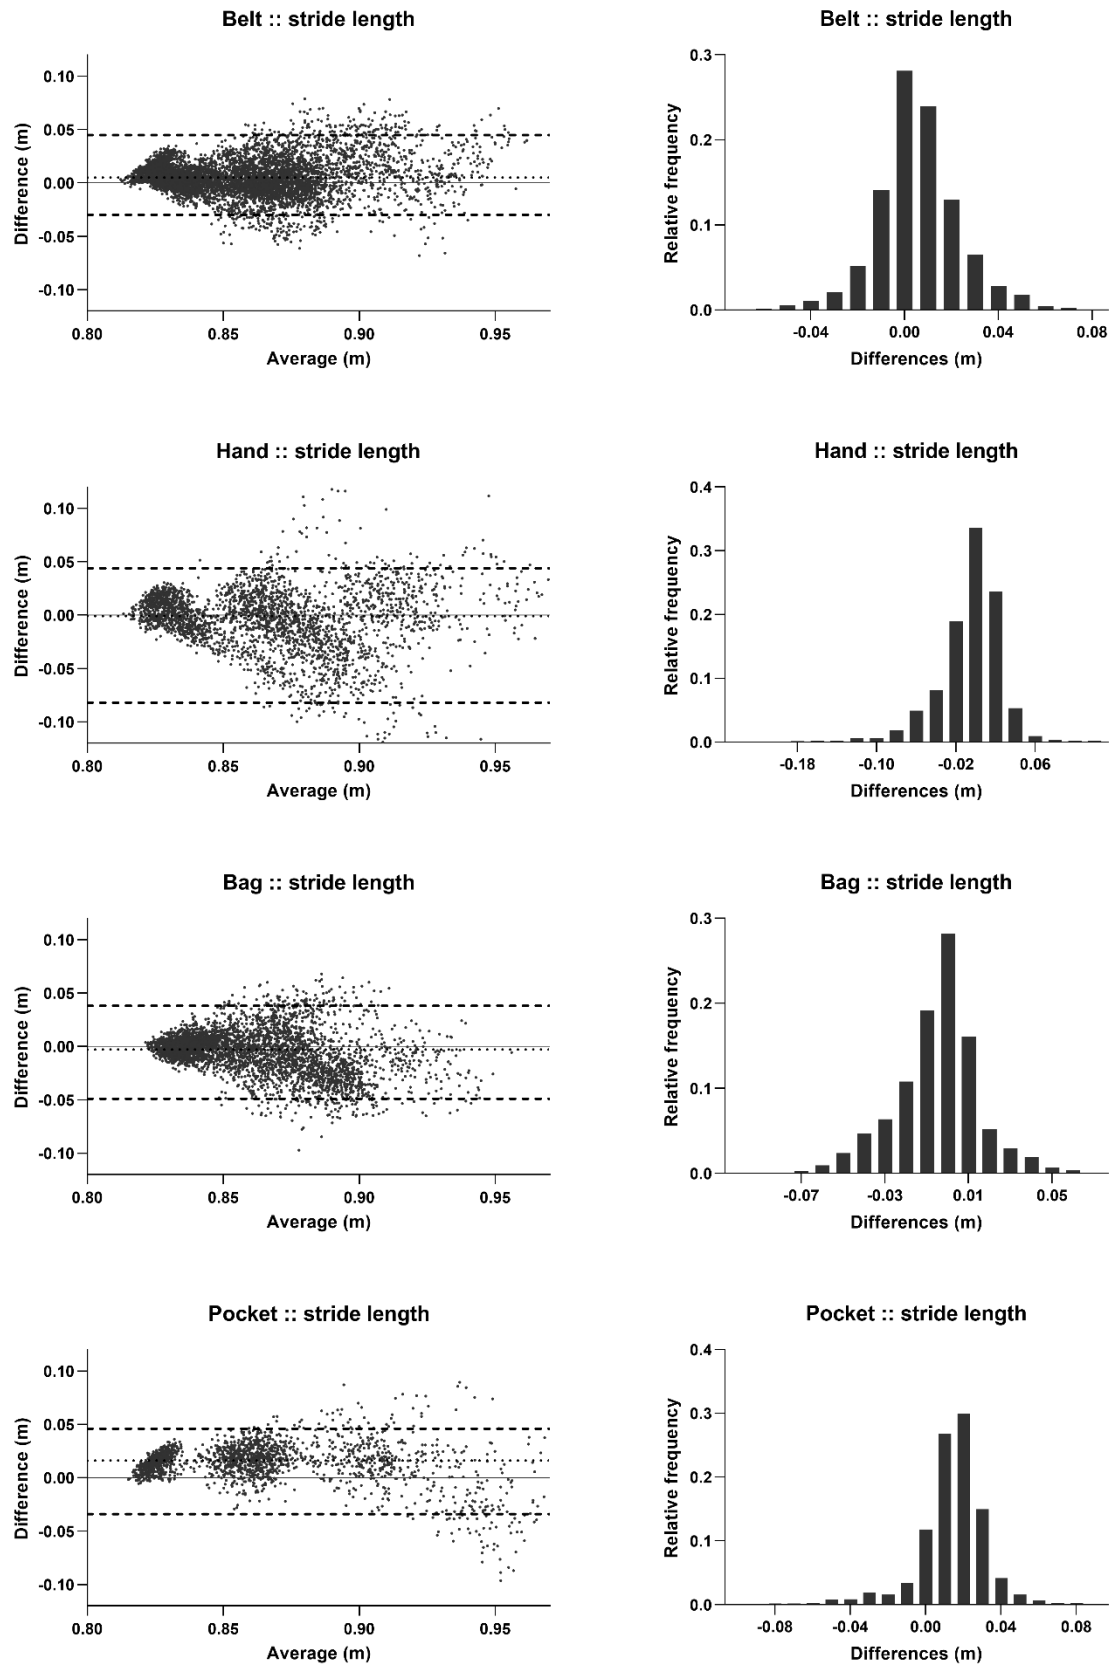 Belt :: stride length
0.10
0.05
0.00
-0.05
-0.10
Difference (m)
0.80 0.85 0.90 0.95
Average (m)
Belt :: stride length
0.3
0.2
0.1
0.0
Relative frequency
-0.04 0.00 0.04 0.08
Differences (m)
Hand :: stride length
0.10
0.05
0.00
-0.05
-0.10
Difference (m)
0.80 0.85 0.90 0.95
Average (m)
Hand :: stride length
0.4
0.3
0.2
0.1
0.0
Relative frequency
-0.18 -0.10 -0.02 0.06
Differences (m)
Bag :: stride length
0.10
0.05
0.00
-0.05
-0.10
Difference (m)
0.80 0.85 0.90 0.95
Average (m)
Bag :: stride length
0.3
0.2
0.1
0.0
Relative frequency
-0.07 -0.03 0.01 0.05
Differences (m)
Pocket :: stride length
0.10
0.05
0.00
-0.05
-0.10
Difference (m)
0.80 0.85 0.90 0.95
Average (m)
Pocket :: stride length
0.4
0.3
0.2
0.1
0.0
Relative frequency
-0.08 -0.04 0.00 0.04 0.08
Differences (m)